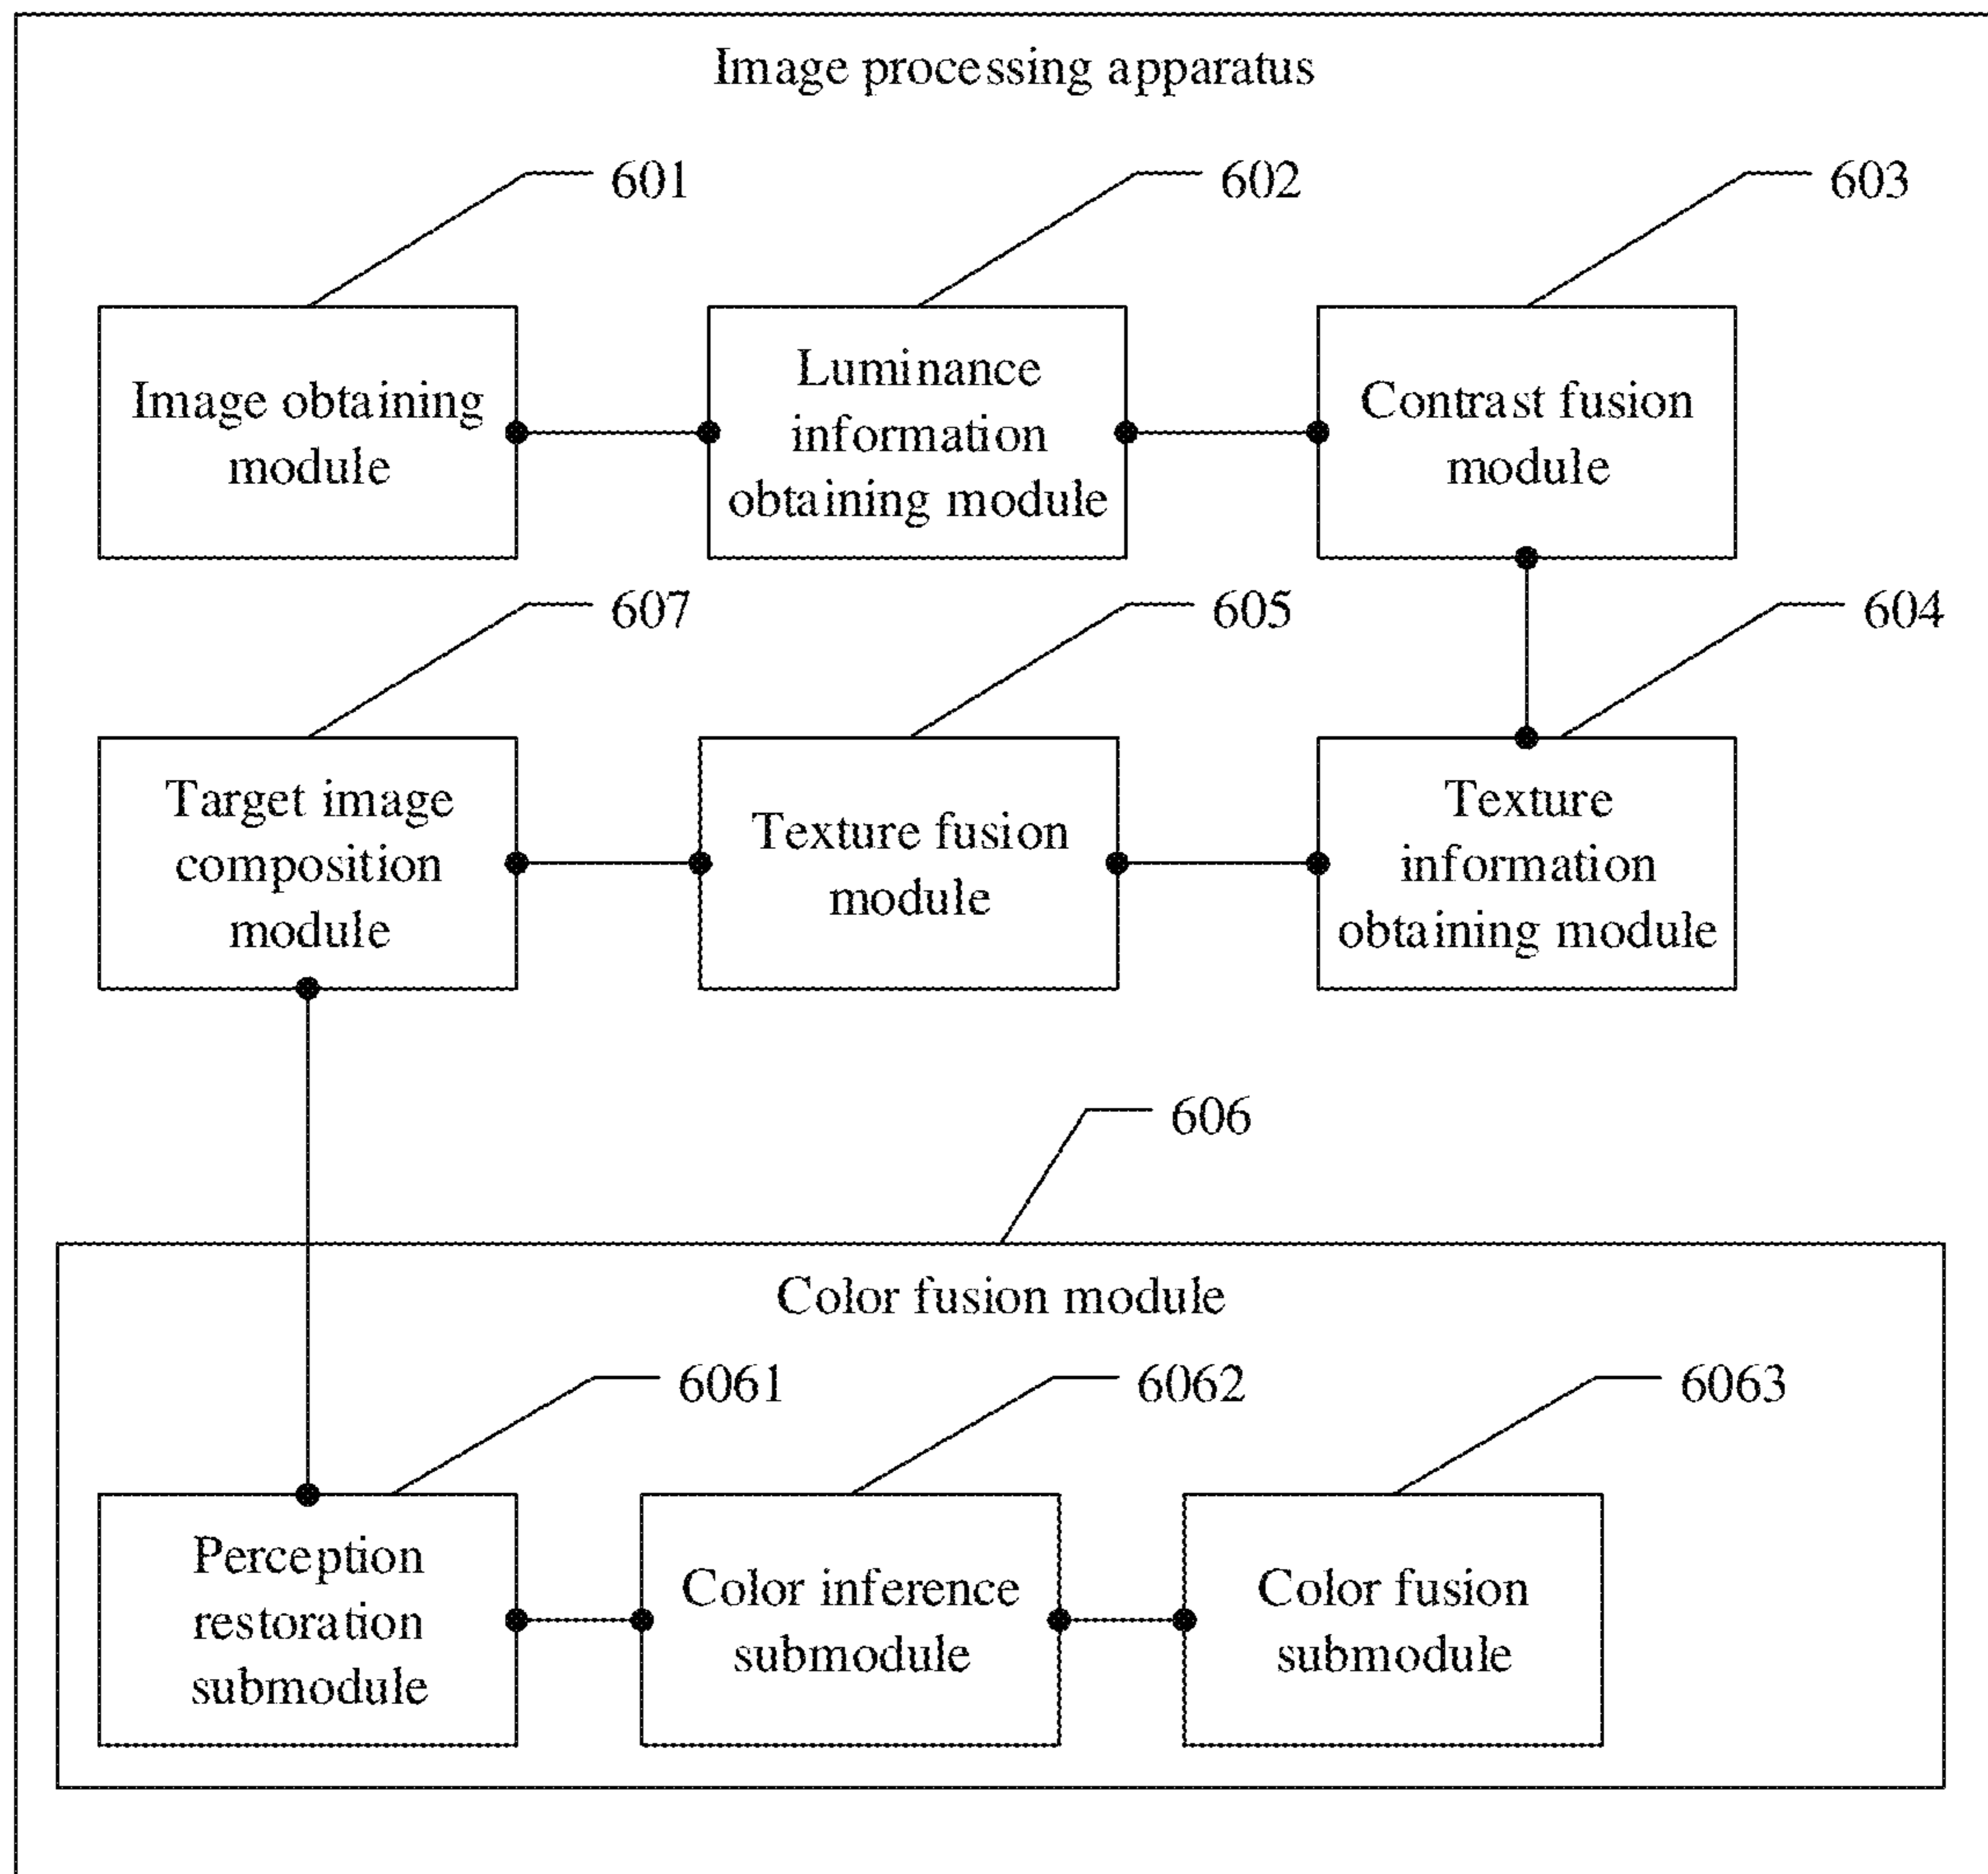 Image processing apparatus
601
602
603
Image obtaining
module
Luminance
information
obtaining module
Contrast fusion
module
607
605
604
Target image
composition
module
Texture fusion
module
Texture
information
obtaining module
606
Color fusion module
6061
6062
6063
Perception
restoration
submodule
Color inference
submodule
Color fusion
submodule